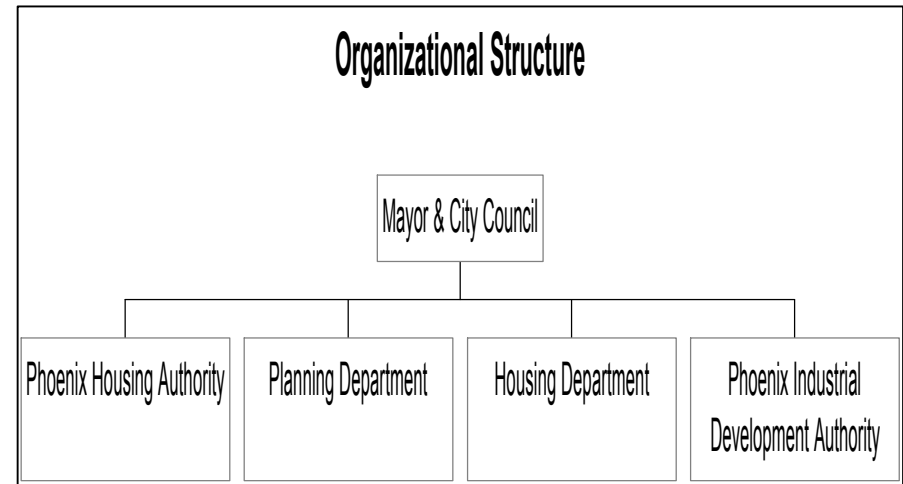 Organizational Structure
Mayor & City Council
Phoenix Housing Authority
Planning Department
Housing Department
Phoenix Industrial
Development Authority